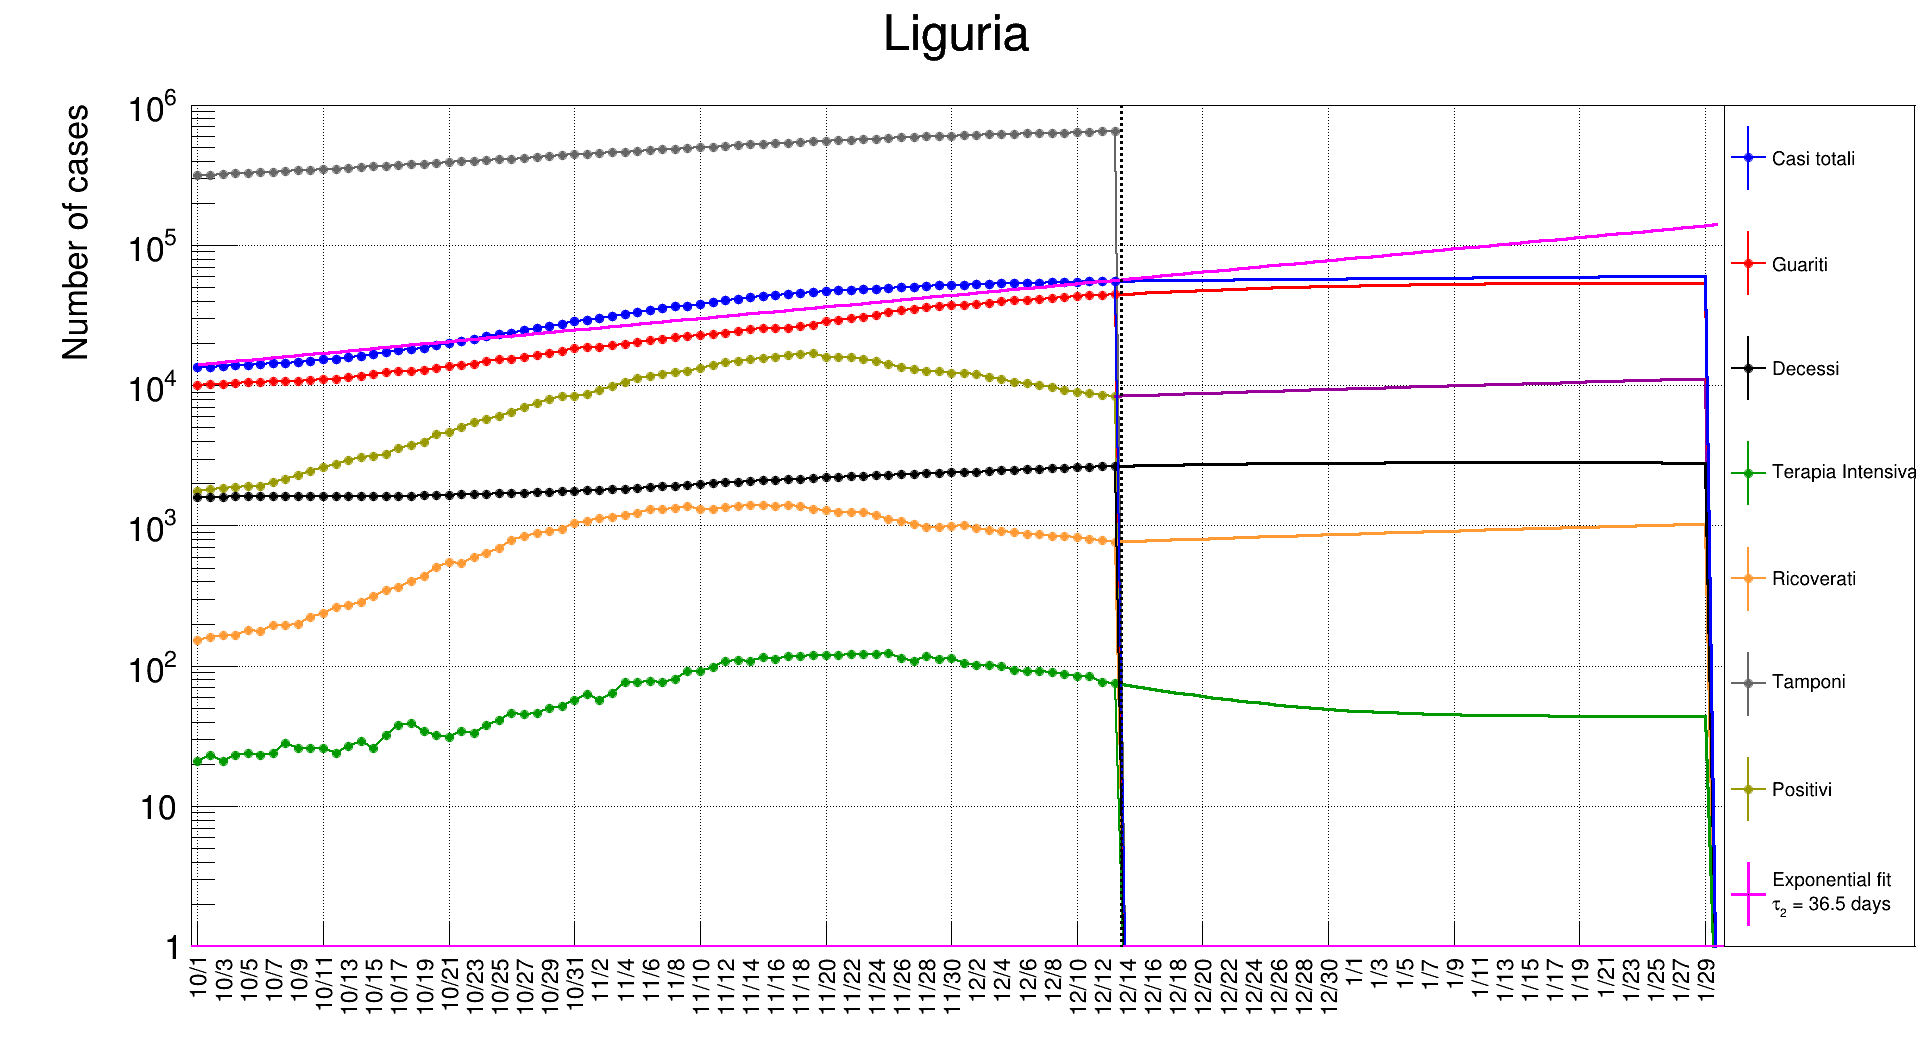 Liguria
Number of cases
10^6
10^5
10^4
10^3
10^2
10
1
10/1 10/3 10/5 10/7 10/9 10/11 10/13 10/15 10/17 10/19 10/21 10/23 10/25 10/27 10/29 10/31 11/2 11/4 11/6 11/8 11/10 11/12 11/14 11/16 11/18 11/20 11/22 11/24 11/26 11/28 11/30 12/2 12/4 12/6 12/8 12/10 12/12 12/14 12/16 12/18 12/20 12/22 12/24 12/26 12/28 12/30 1/1 1/3 1/5 1/7 1/9 1/11 1/13 1/15 1/17 1/19 1/21 1/23 1/25 1/27 1/29
Casi totali
Guariti
Decessi
Terapia Intensiva
Ricoverati
Tamponi
Positivi
Exponential fit
τ_2 = 36.5 days